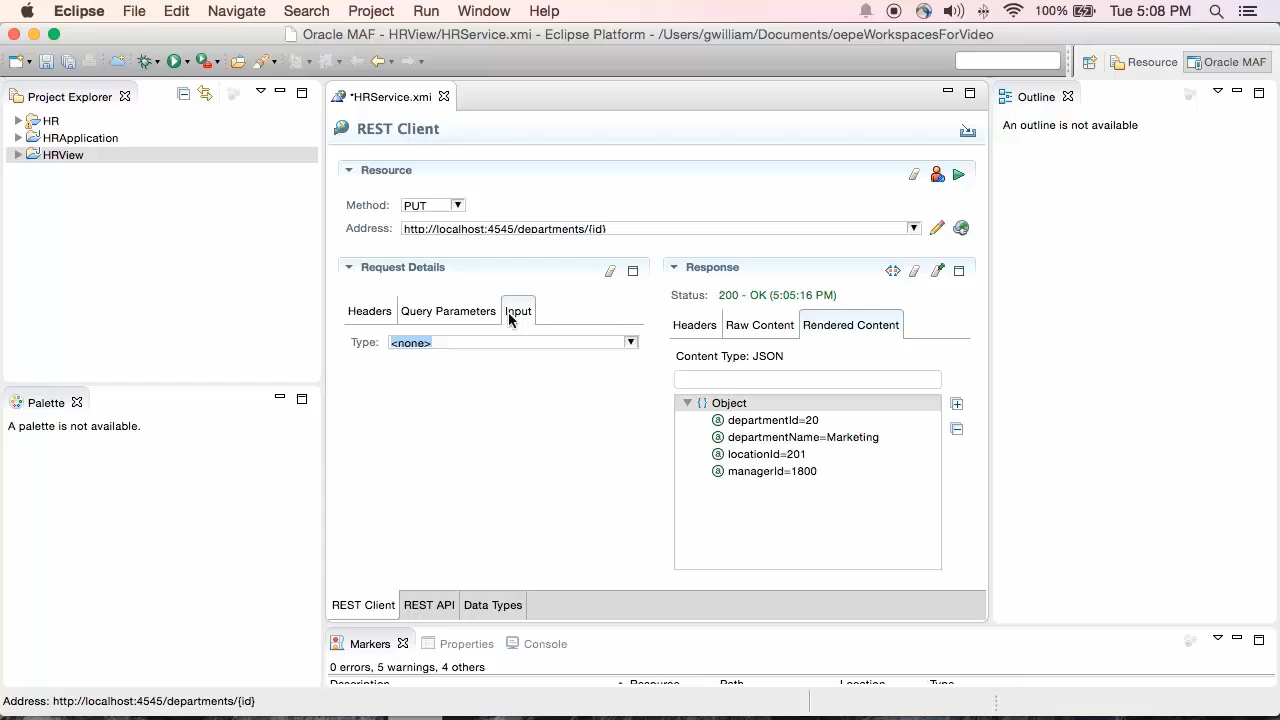 Eclipse File Edit Navigate Search Project Run Window Help 100% Tue 5:08 PM
Oracle MAF - HRView/HRService.xmi - Eclipse Platform - /Users/gwilliam/Documents/oepeWorkspacesForVideo
Resource Oracle MAF
Project Explorer
HR
HRApplication
HRView
Palette
A palette is not available.
*HRService.xmi
REST Client
Resource
Method: PUT
Address: http://localhost:4545/departments/{id}
Request Details
Headers Query Parameters Input
Type: <none>
Response
Status: 200 - OK (5:05:16 PM)
Headers Raw Content Rendered Content
Content Type: JSON
{} Object
departmentId=20
departmentName=Marketing
locationId=201
managerId=1800
REST Client REST API Data Types
Outline
An outline is not available
Markers Properties Console
0 errors, 5 warnings, 4 others
Description Resource Path Location Type
Address: http://localhost:4545/departments/{id}